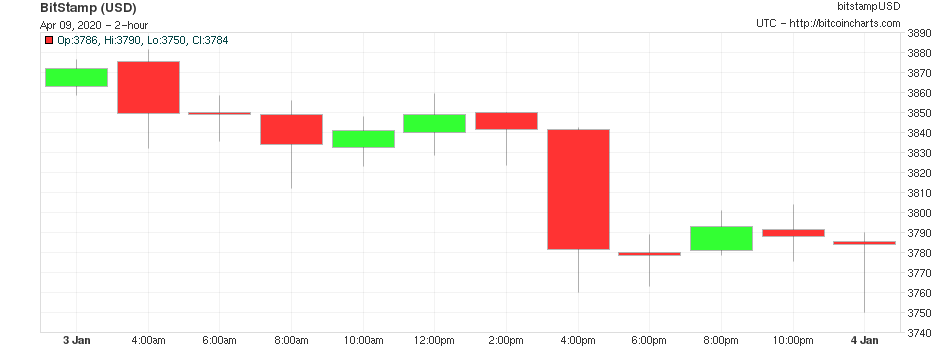 BitStamp (USD)
bitstampUSD
Apr 09, 2020 - 2-hour
UTC - http://bitcoincharts.com
Op:3786, Hi:3790, Lo:3750, Cl:3784
3890
3880
3870
3860
3850
3840
3830
3820
3810
3800
3790
3780
3770
3760
3750
3740
3 Jan
4:00am
6:00am
8:00am
10:00am
12:00pm
2:00pm
4:00pm
6:00pm
8:00pm
10:00pm
4 Jan